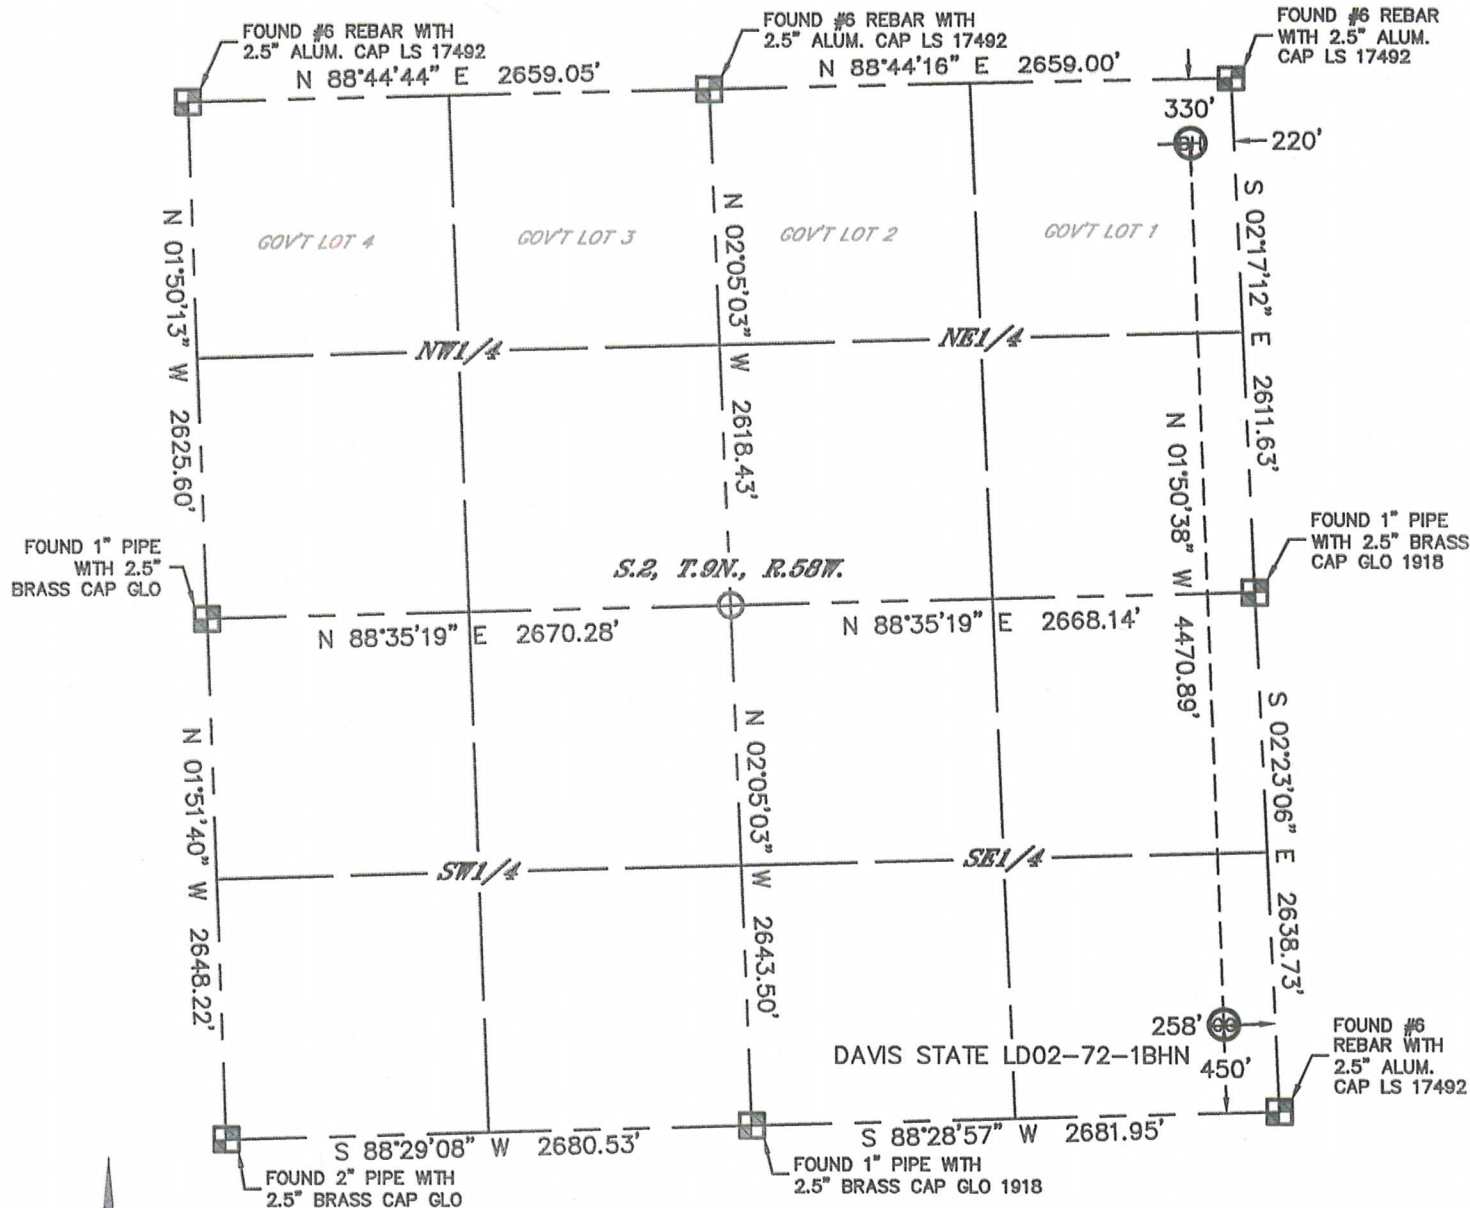 FOUND #6 REBAR WITH
2.5" ALUM. CAP LS 17492
N 88°44'44" E 2659.05'
FOUND #6 REBAR WITH
2.5" ALUM. CAP LS 17492
N 88°44'16" E 2659.00'
FOUND #6 REBAR
WITH 2.5" ALUM.
CAP LS 17492
330'
BH
220'
N 01°50'13" W 2625.60'
GOV'T LOT 4
GOV'T LOT 3
N 02°05'03" W 2618.43'
GOV'T LOT 2
GOV'T LOT 1
S 02°17'12" E 2611.63'
NW1/4
NE1/4
N 01°50'38" W 4470.89'
FOUND 1" PIPE
WITH 2.5"
BRASS CAP GLO
S.2, T.9N., R.58W.
FOUND 1" PIPE
WITH 2.5" BRASS
CAP GLO 1918
N 88°35'19" E 2670.28'
N 88°35'19" E 2668.14'
N 01°51'40" W 2648.22'
N 02°05'03" W 2643.50'
S 02°23'06" E 2638.73'
SW1/4
SE1/4
258'
DAVIS STATE LD02-72-1BHN
450'
FOUND #6
REBAR WITH
2.5" ALUM.
CAP LS 17492
S 88°29'08" W 2680.53'
S 88°28'57" W 2681.95'
FOUND 2" PIPE WITH
2.5" BRASS CAP GLO
FOUND 1" PIPE WITH
2.5" BRASS CAP GLO 1918